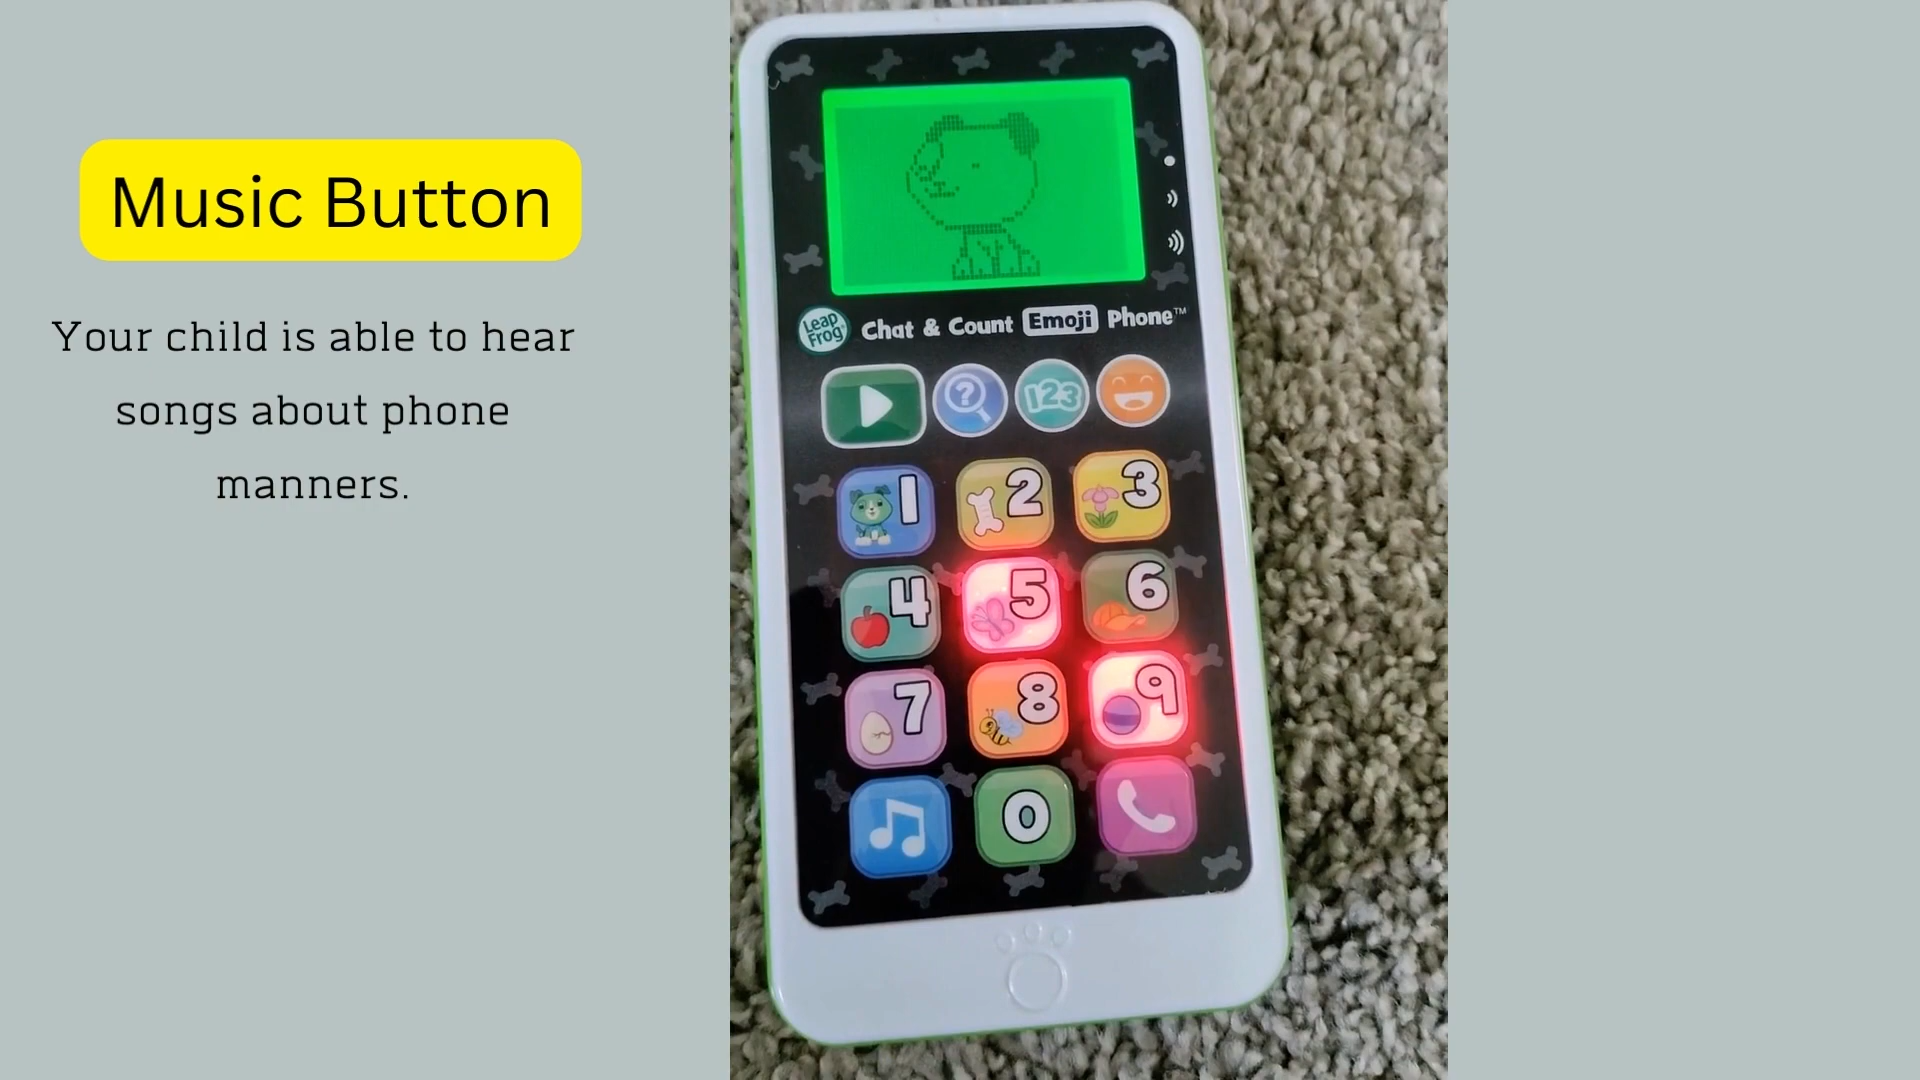 Music Button
Your child is able to hear
songs about phone
manners.
Leap
Frog®
Chat & Count Emoji Phone™
?
123
1
2
3
4
5
6
7
8
9
0